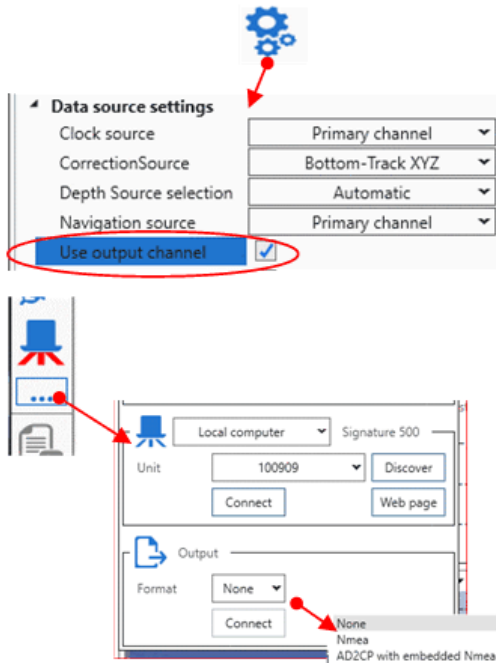 Data source settings
Clock source Primary channel
CorrectionSource Bottom-Track XYZ
Depth Source selection Automatic
Navigation source Primary channel
Use output channel
...
Local computer Signature 500
Unit 100909 Discover
Connect Web page
Output
Format None
Connect
None
Nmea
AD2CP with embedded Nmea